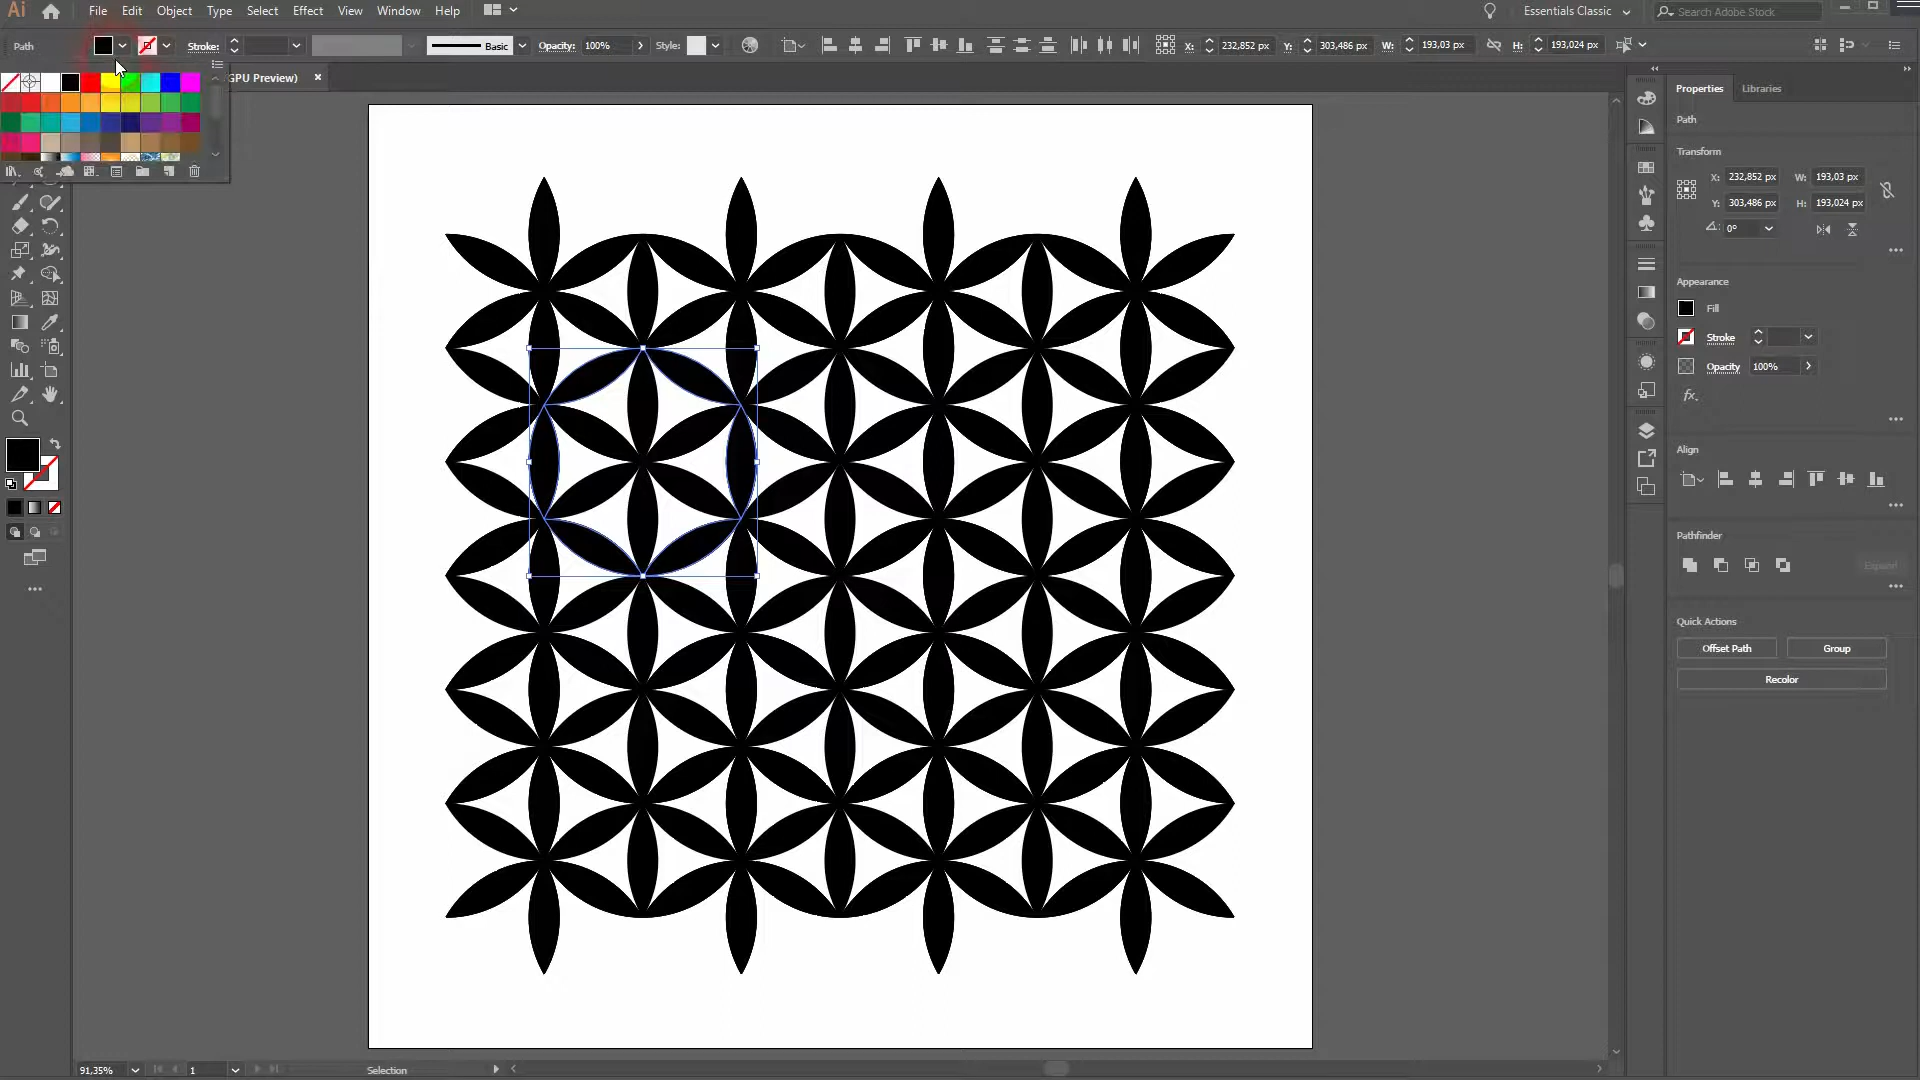 Ai File Edit Object Type Select Effect View Window Help Essentials Classic Search Adobe Stock
Path Stroke: Basic Opacity: 100% Style: X: 232,852 px Y: 303,486 px W: 193,03 px H: 193,024 px
GPU Preview) ×
Properties Libraries
Path
Transform
X: 232,852 px W: 193,03 px
Y: 303,486 px H: 193,024 px
0°
Appearance
Fill
Stroke
Opacity 100%
fx.
Align
Pathfinder
Expand
Quick Actions
Offset Path Group
Recolor
91,35% 1 Selection